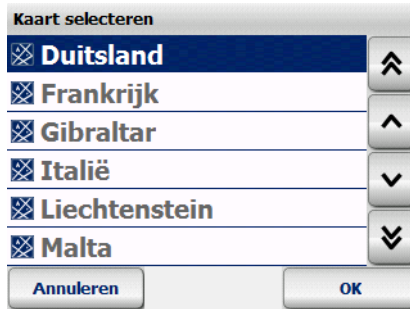 Kaart selecteren
Duitsland
Frankrijk
Gibraltar
Italië
Liechtenstein
Malta
Annuleren
OK